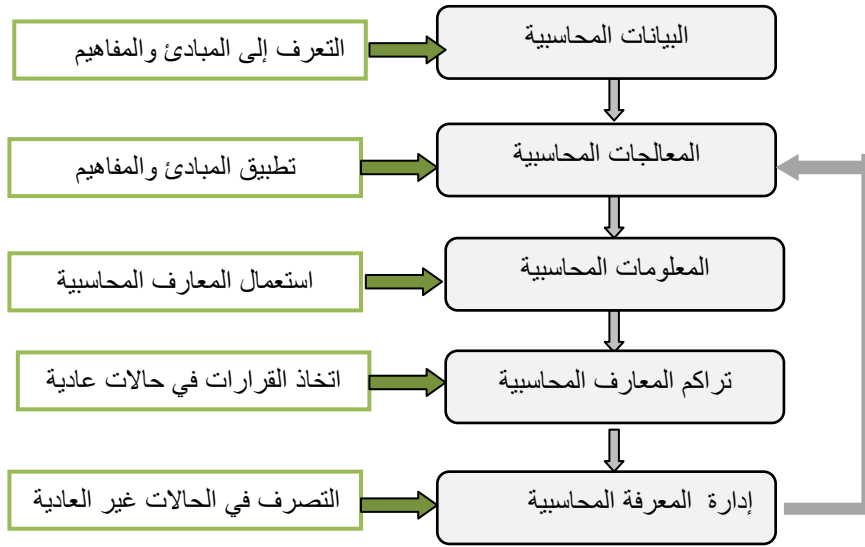 البيانات المحاسبية
التعرف إلى المبادئ والمفاهيم
المعالجات المحاسبية
تطبيق المبادئ والمفاهيم
المعلومات المحاسبية
استعمال المعارف المحاسبية
تراكم المعارف المحاسبية
اتخاذ القرارات في حالات عادية
إدارة المعرفة المحاسبية
التصرف في الحالات غير العادية